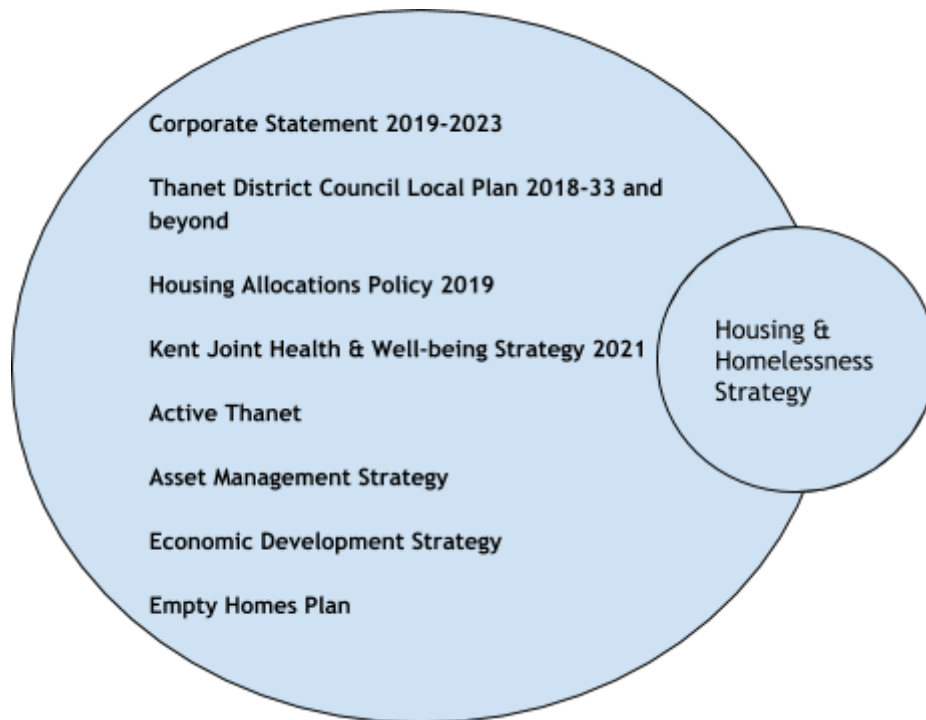 Corporate Statement 2019-2023
Thanet District Council Local Plan 2018-33 and
beyond
Housing Allocations Policy 2019
Kent Joint Health & Well-being Strategy 2021
Active Thanet
Asset Management Strategy
Economic Development Strategy
Empty Homes Plan
Housing &
Homelessness
Strategy